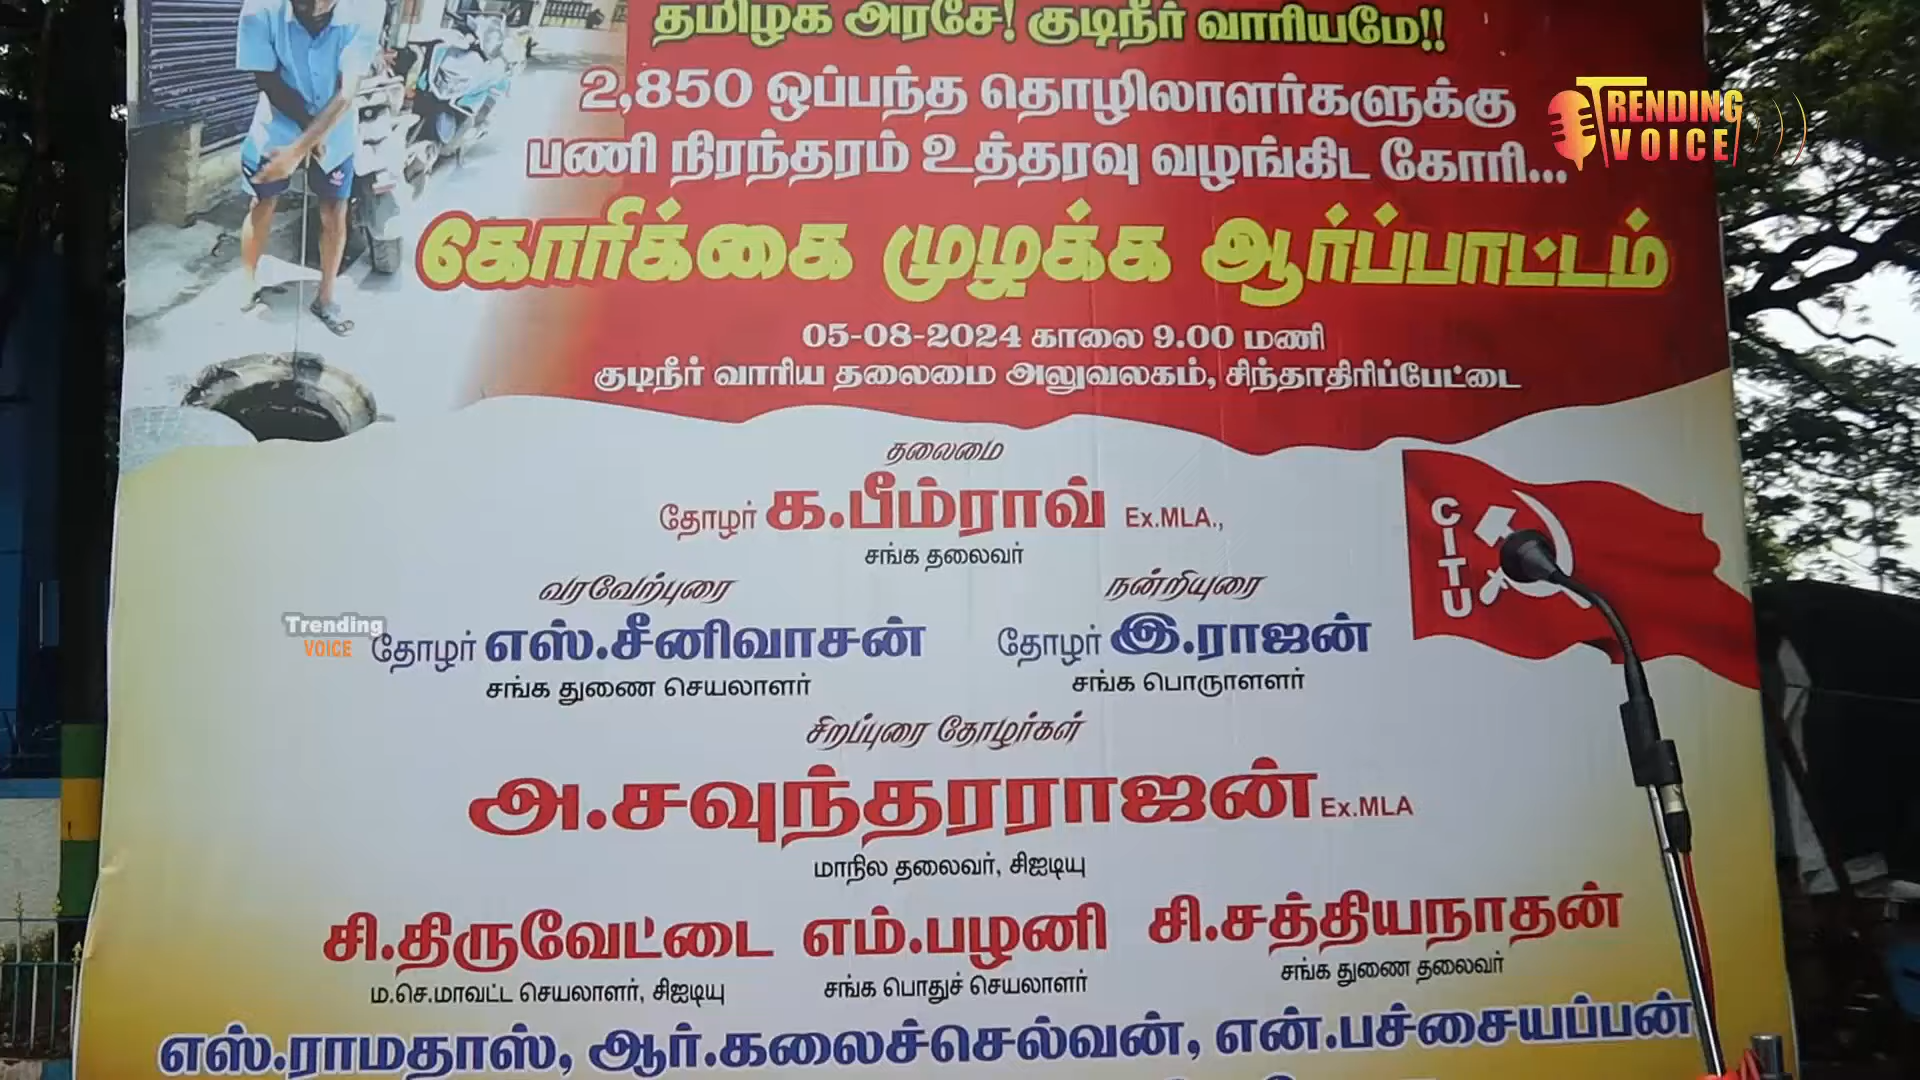 தமிழக அரசே! குடிநீர் வாரியமே!!
2,850 ஒப்பந்த தொழிலாளர்களுக்கு
பணி நிரந்தரம் உத்தரவு வழங்கிட கோரி...
கோரிக்கை முழக்க ஆர்ப்பாட்டம்
05-08-2024 காலை 9.00 மணி
குடிநீர் வாரிய தலைமை அலுவலகம், சிந்தாதிரிப்பேட்டை
TRENDING
VOICE
தலைமை
தோழர் க.பீம்ராவ் Ex.MLA.,
சங்க தலைவர்
CITU
வரவேற்புரை
தோழர் எஸ்.சீனிவாசன்
சங்க துணை செயலாளர்
நன்றியுரை
தோழர் இ.ராஜன்
சங்க பொருாளளர்
Trending
VOICE
சிறப்புரை தோழர்கள்
அ.சவுந்தரராஜன் Ex.MLA
மாநில தலைவர், சிஐடியு
சி.திருவேட்டை
ம.செ.மாவட்ட செயலாளர், சிஐடியு
எம்.பழனி
சங்க பொதுச் செயலாளர்
சி.சத்தியநாதன்
சங்க துணை தலைவர்
எஸ்.ராமதாஸ், ஆர்.கலைச்செல்வன், என்.பச்சையப்பன்